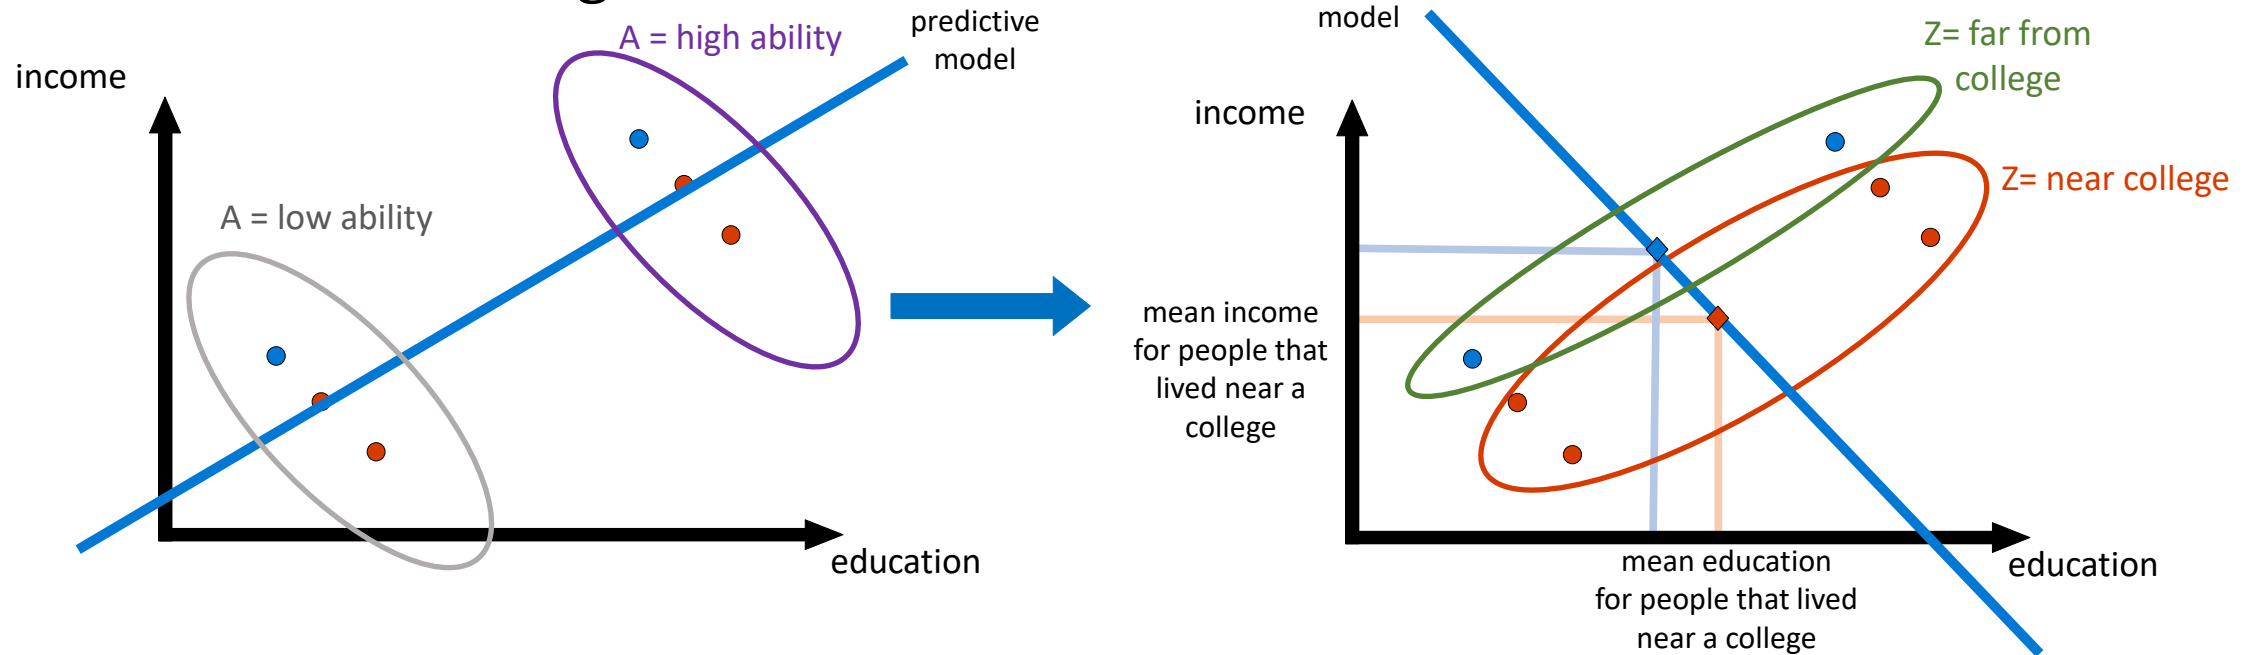 A = high ability
predictive
model
income
A = low ability
education
model
Z= far from
college
income
Z= near college
mean income
for people that
lived near a
college
mean education
for people that lived
near a college
education